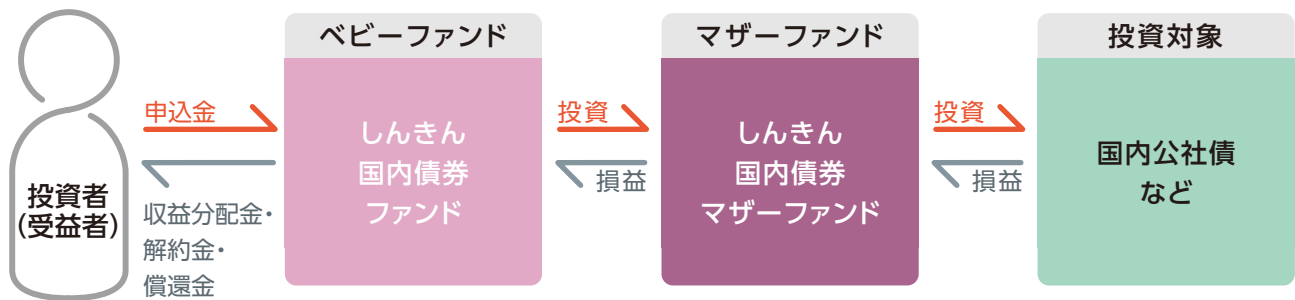 投資者
(受益者)
申込金
収益分配金・
解約金・
償還金
ベビーファンド
しんきん
国内債券
ファンド
投資
損益
マザーファンド
しんきん
国内債券
マザーファンド
投資
損益
投資対象
国内公社債
など